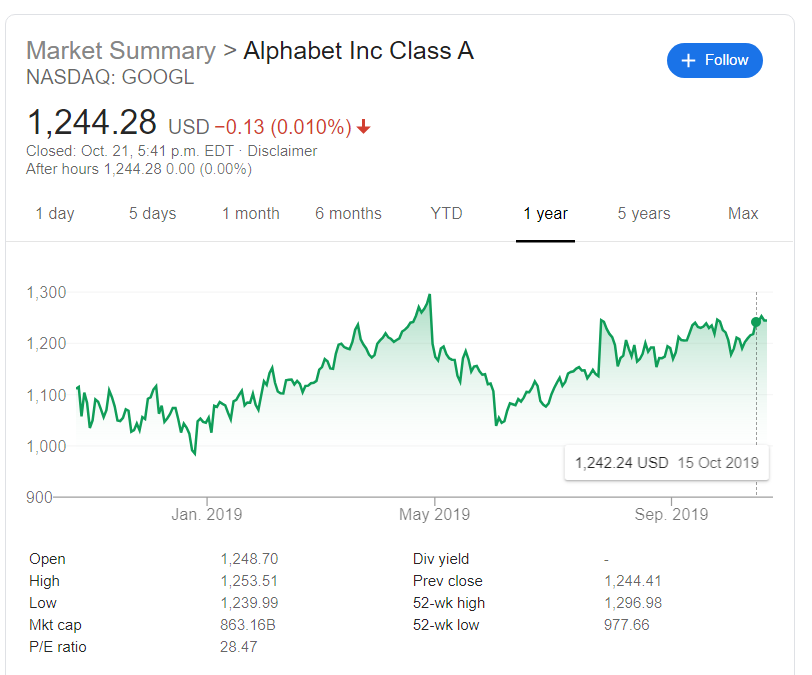 Market Summary > Alphabet Inc Class A
NASDAQ: GOOGL
+ Follow
1,244.28 USD −0.13 (0.010%)
Closed: Oct. 21, 5:41 p.m. EDT · Disclaimer
After hours 1,244.28 0.00 (0.00%)
1 day 5 days 1 month 6 months YTD 1 year 5 years Max
1,300
1,200
1,100
1,000
900
1,242.24 USD 15 Oct 2019
Jan. 2019 May 2019 Sep. 2019
Open 1,248.70 Div yield -
High 1,253.51 Prev close 1,244.41
Low 1,239.99 52-wk high 1,296.98
Mkt cap 863.16B 52-wk low 977.66
P/E ratio 28.47